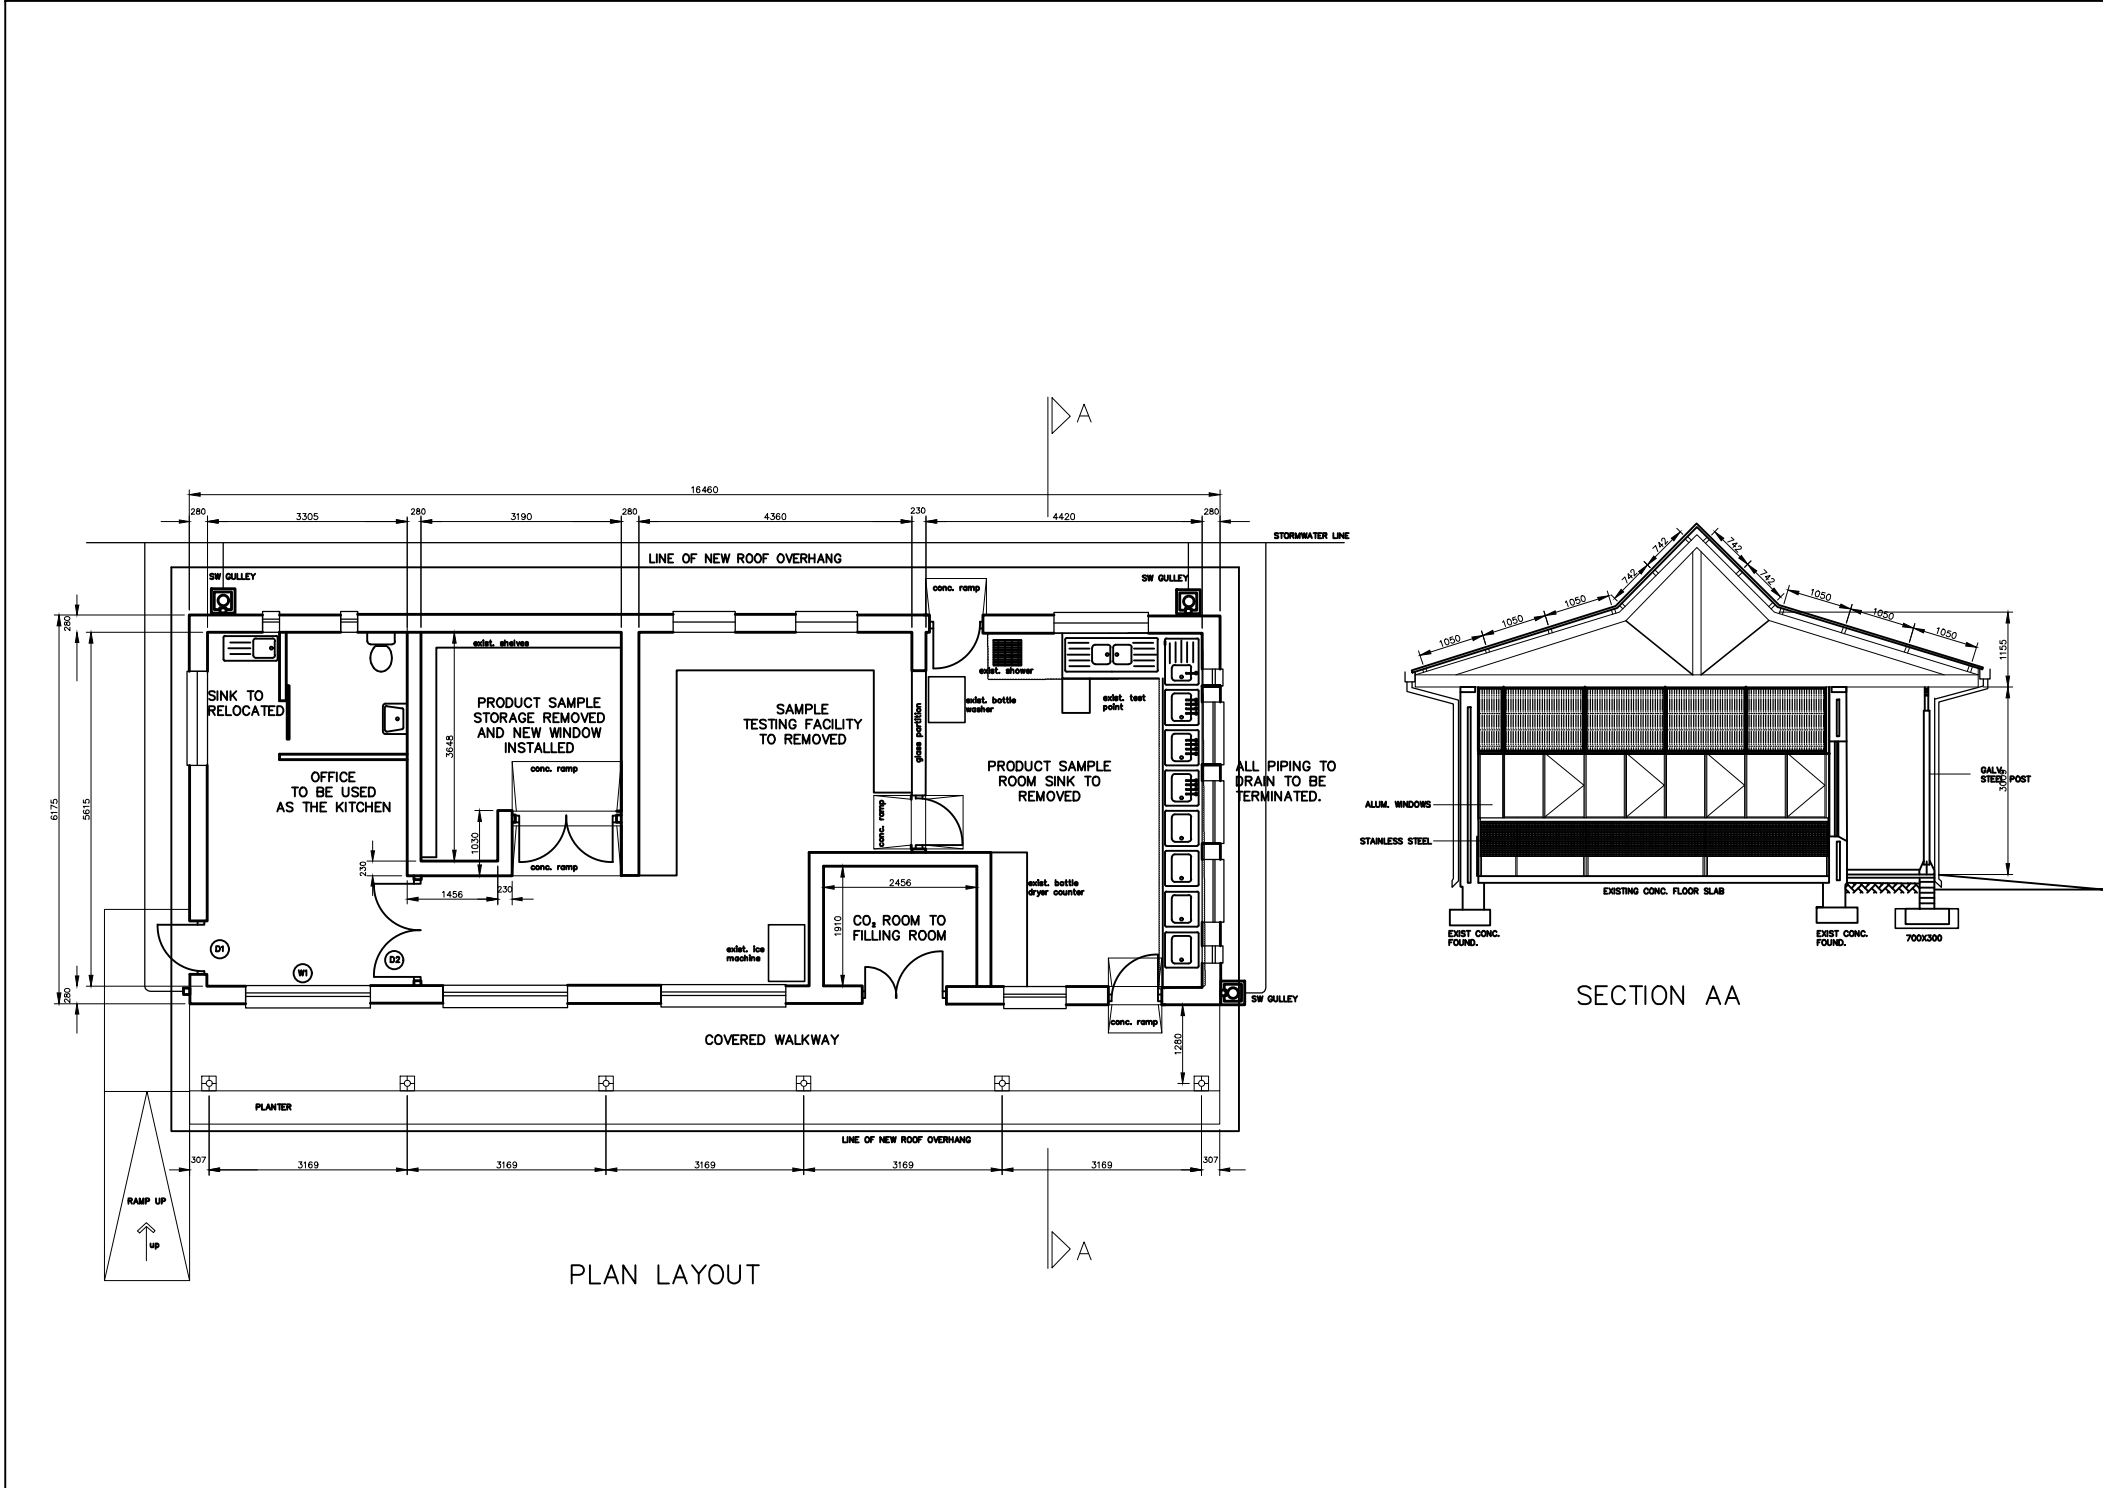 A
16460
280
3305
280
3190
280
4360
230
4420
280
STORMWATER LINE
LINE OF NEW ROOF OVERHANG
SW GULLEY
SW GULLEY
conc. ramp
280
exist. shelves
exist. shower
SINK TO
RELOCATED
PRODUCT SAMPLE
STORAGE REMOVED
AND NEW WINDOW
INSTALLED
SAMPLE
TESTING FACILITY
TO REMOVED
exist. bottle
washer
exist. test
point
glass partition
3648
conc. ramp
OFFICE
TO BE USED
AS THE KITCHEN
PRODUCT SAMPLE
ROOM SINK TO
REMOVED
ALL PIPING TO
DRAIN TO BE
TERMINATED.
6175
5615
1030
conc. ramp
conc. ramp
230
1456
230
2456
exist. bottle
dryer counter
1910
CO2 ROOM TO
FILLING ROOM
exist. ice
machine
D1
W1
D2
280
SW GULLEY
conc. ramp
COVERED WALKWAY
1280
PLANTER
LINE OF NEW ROOF OVERHANG
307
3169
3169
3169
3169
3169
307
RAMP UP
up
A
PLAN LAYOUT
742
742
742
742
1050
1050
1050
1050
1050
1050
1155
GALV.
STEEL POST
ALUM. WINDOWS
STAINLESS STEEL
EXISTING CONC. FLOOR SLAB
EXIST CONC.
FOUND.
EXIST CONC.
FOUND.
700X300
SECTION AA